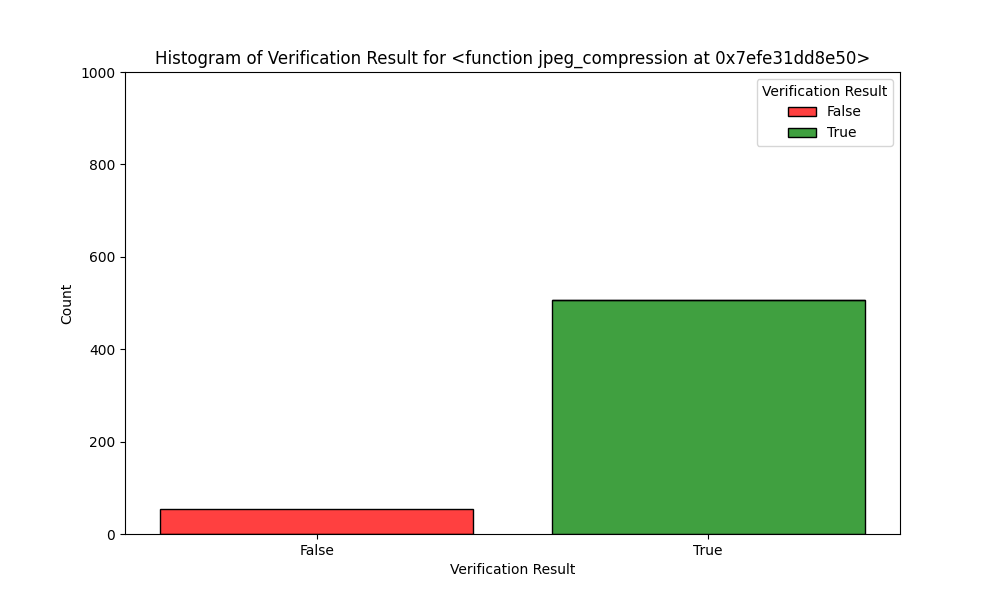 Histogram of Verification Result for <function jpeg_compression at 0x7efe31dd8e50>
1000
800
600
400
200
0
Count
Verification Result
False
True
False
True
Verification Result